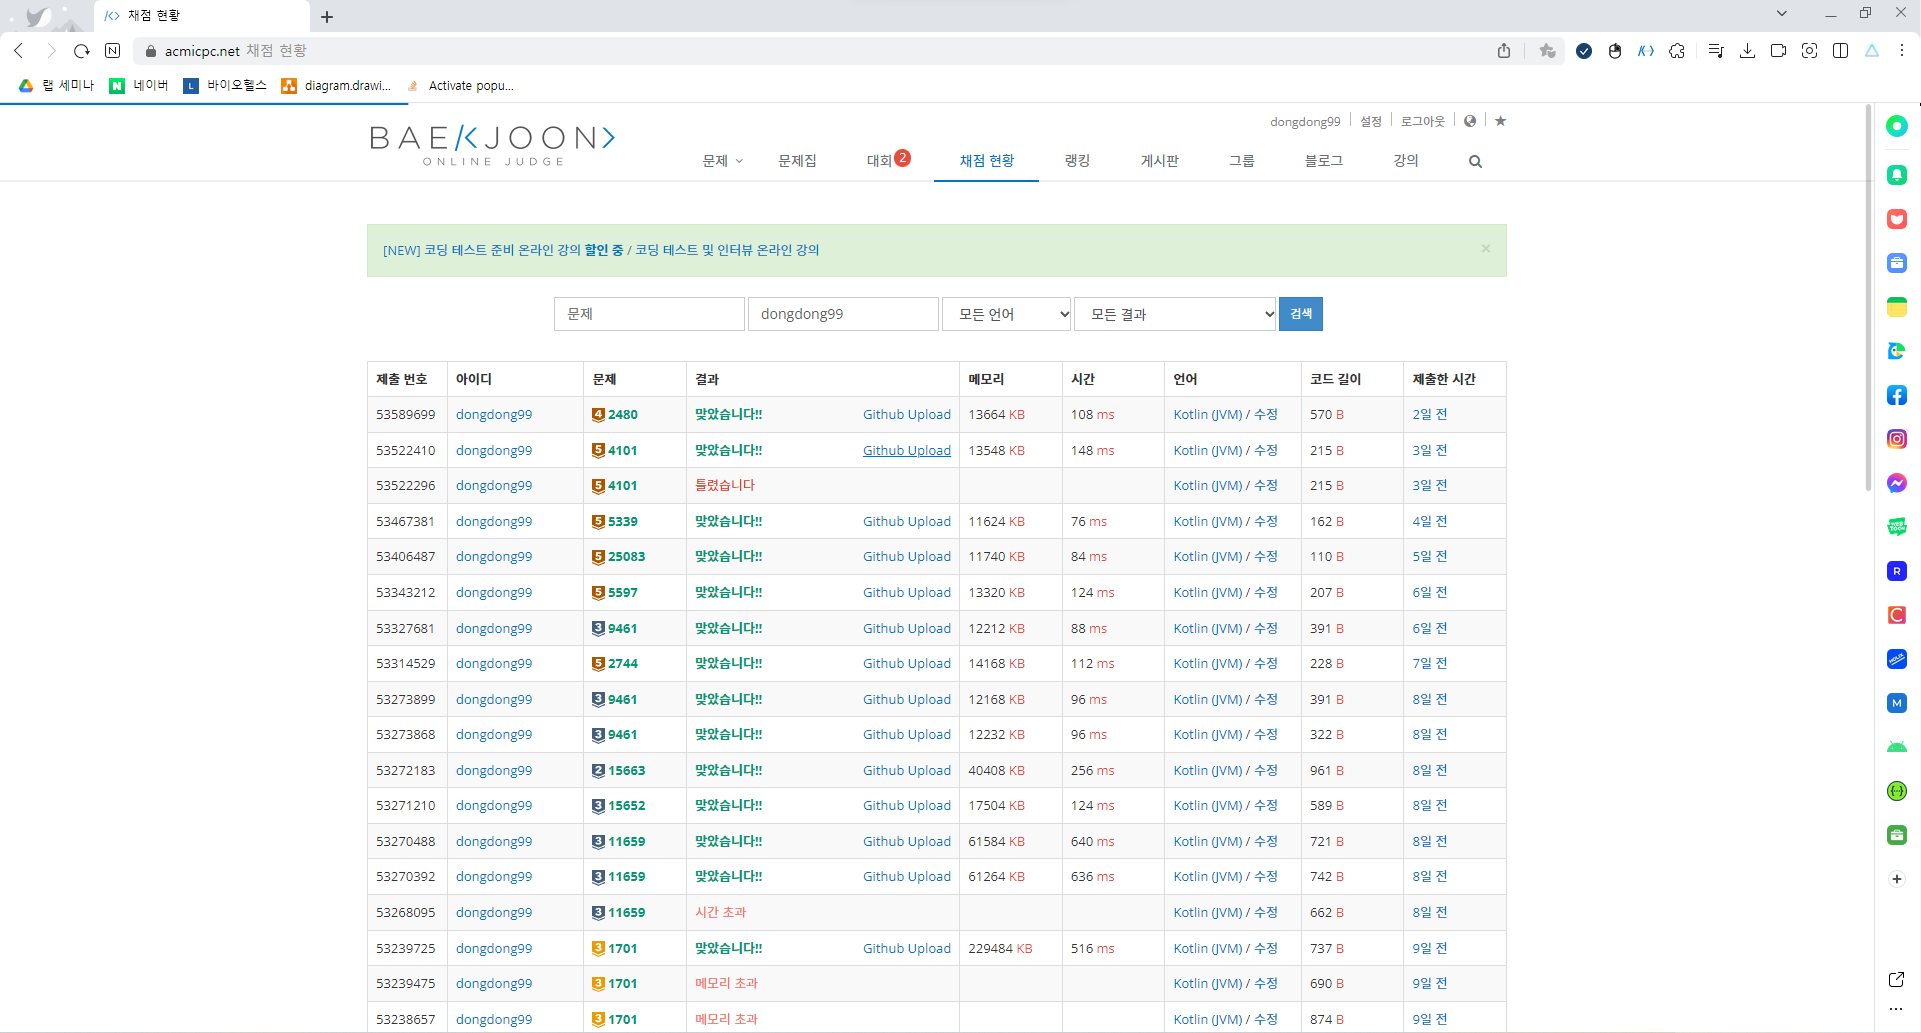 채점 현황
acmicpc.net 채점 현황
랩 세미나 네이버 바이오헬스 diagram.drawi... Activate popu...
dongdong99 설정 로그아웃
BAEKJOON>
ONLINE JUDGE
문제 문제집 대회 2 채점 현황 랭킹 게시판 그룹 블로그 강의
[NEW] 코딩 테스트 준비 온라인 강의 할인 중 / 코딩 테스트 및 인터뷰 온라인 강의 ×
문제 dongdong99 모든 언어 모든 결과 검색
제출 번호 아이디 문제 결과 메모리 시간 언어 코드 길이 제출한 시간
53589699 dongdong99 4 2480 맞았습니다!! Github Upload 13664 KB 108 ms Kotlin (JVM) / 수정 570 B 2일 전
53522410 dongdong99 5 4101 맞았습니다!! Github Upload 13548 KB 148 ms Kotlin (JVM) / 수정 215 B 3일 전
53522296 dongdong99 5 4101 틀렸습니다 Kotlin (JVM) / 수정 215 B 3일 전
53467381 dongdong99 5 5339 맞았습니다!! Github Upload 11624 KB 76 ms Kotlin (JVM) / 수정 162 B 4일 전
53406487 dongdong99 5 25083 맞았습니다!! Github Upload 11740 KB 84 ms Kotlin (JVM) / 수정 110 B 5일 전
53343212 dongdong99 5 5597 맞았습니다!! Github Upload 13320 KB 124 ms Kotlin (JVM) / 수정 207 B 6일 전
53327681 dongdong99 3 9461 맞았습니다!! Github Upload 12212 KB 88 ms Kotlin (JVM) / 수정 391 B 6일 전
53314529 dongdong99 5 2744 맞았습니다!! Github Upload 14168 KB 112 ms Kotlin (JVM) / 수정 228 B 7일 전
53273899 dongdong99 3 9461 맞았습니다!! Github Upload 12168 KB 96 ms Kotlin (JVM) / 수정 391 B 8일 전
53273868 dongdong99 3 9461 맞았습니다!! Github Upload 12232 KB 96 ms Kotlin (JVM) / 수정 322 B 8일 전
53272183 dongdong99 2 15663 맞았습니다!! Github Upload 40408 KB 256 ms Kotlin (JVM) / 수정 961 B 8일 전
53271210 dongdong99 3 15652 맞았습니다!! Github Upload 17504 KB 124 ms Kotlin (JVM) / 수정 589 B 8일 전
53270488 dongdong99 3 11659 맞았습니다!! Github Upload 61584 KB 640 ms Kotlin (JVM) / 수정 721 B 8일 전
53270392 dongdong99 3 11659 맞았습니다!! Github Upload 61264 KB 636 ms Kotlin (JVM) / 수정 742 B 8일 전
53268095 dongdong99 3 11659 시간 초과 Kotlin (JVM) / 수정 662 B 8일 전
53239725 dongdong99 3 1701 맞았습니다!! Github Upload 229484 KB 516 ms Kotlin (JVM) / 수정 737 B 9일 전
53239475 dongdong99 3 1701 메모리 초과 Kotlin (JVM) / 수정 690 B 9일 전
53238657 dongdong99 3 1701 메모리 초과 Kotlin (JVM) / 수정 874 B 9일 전